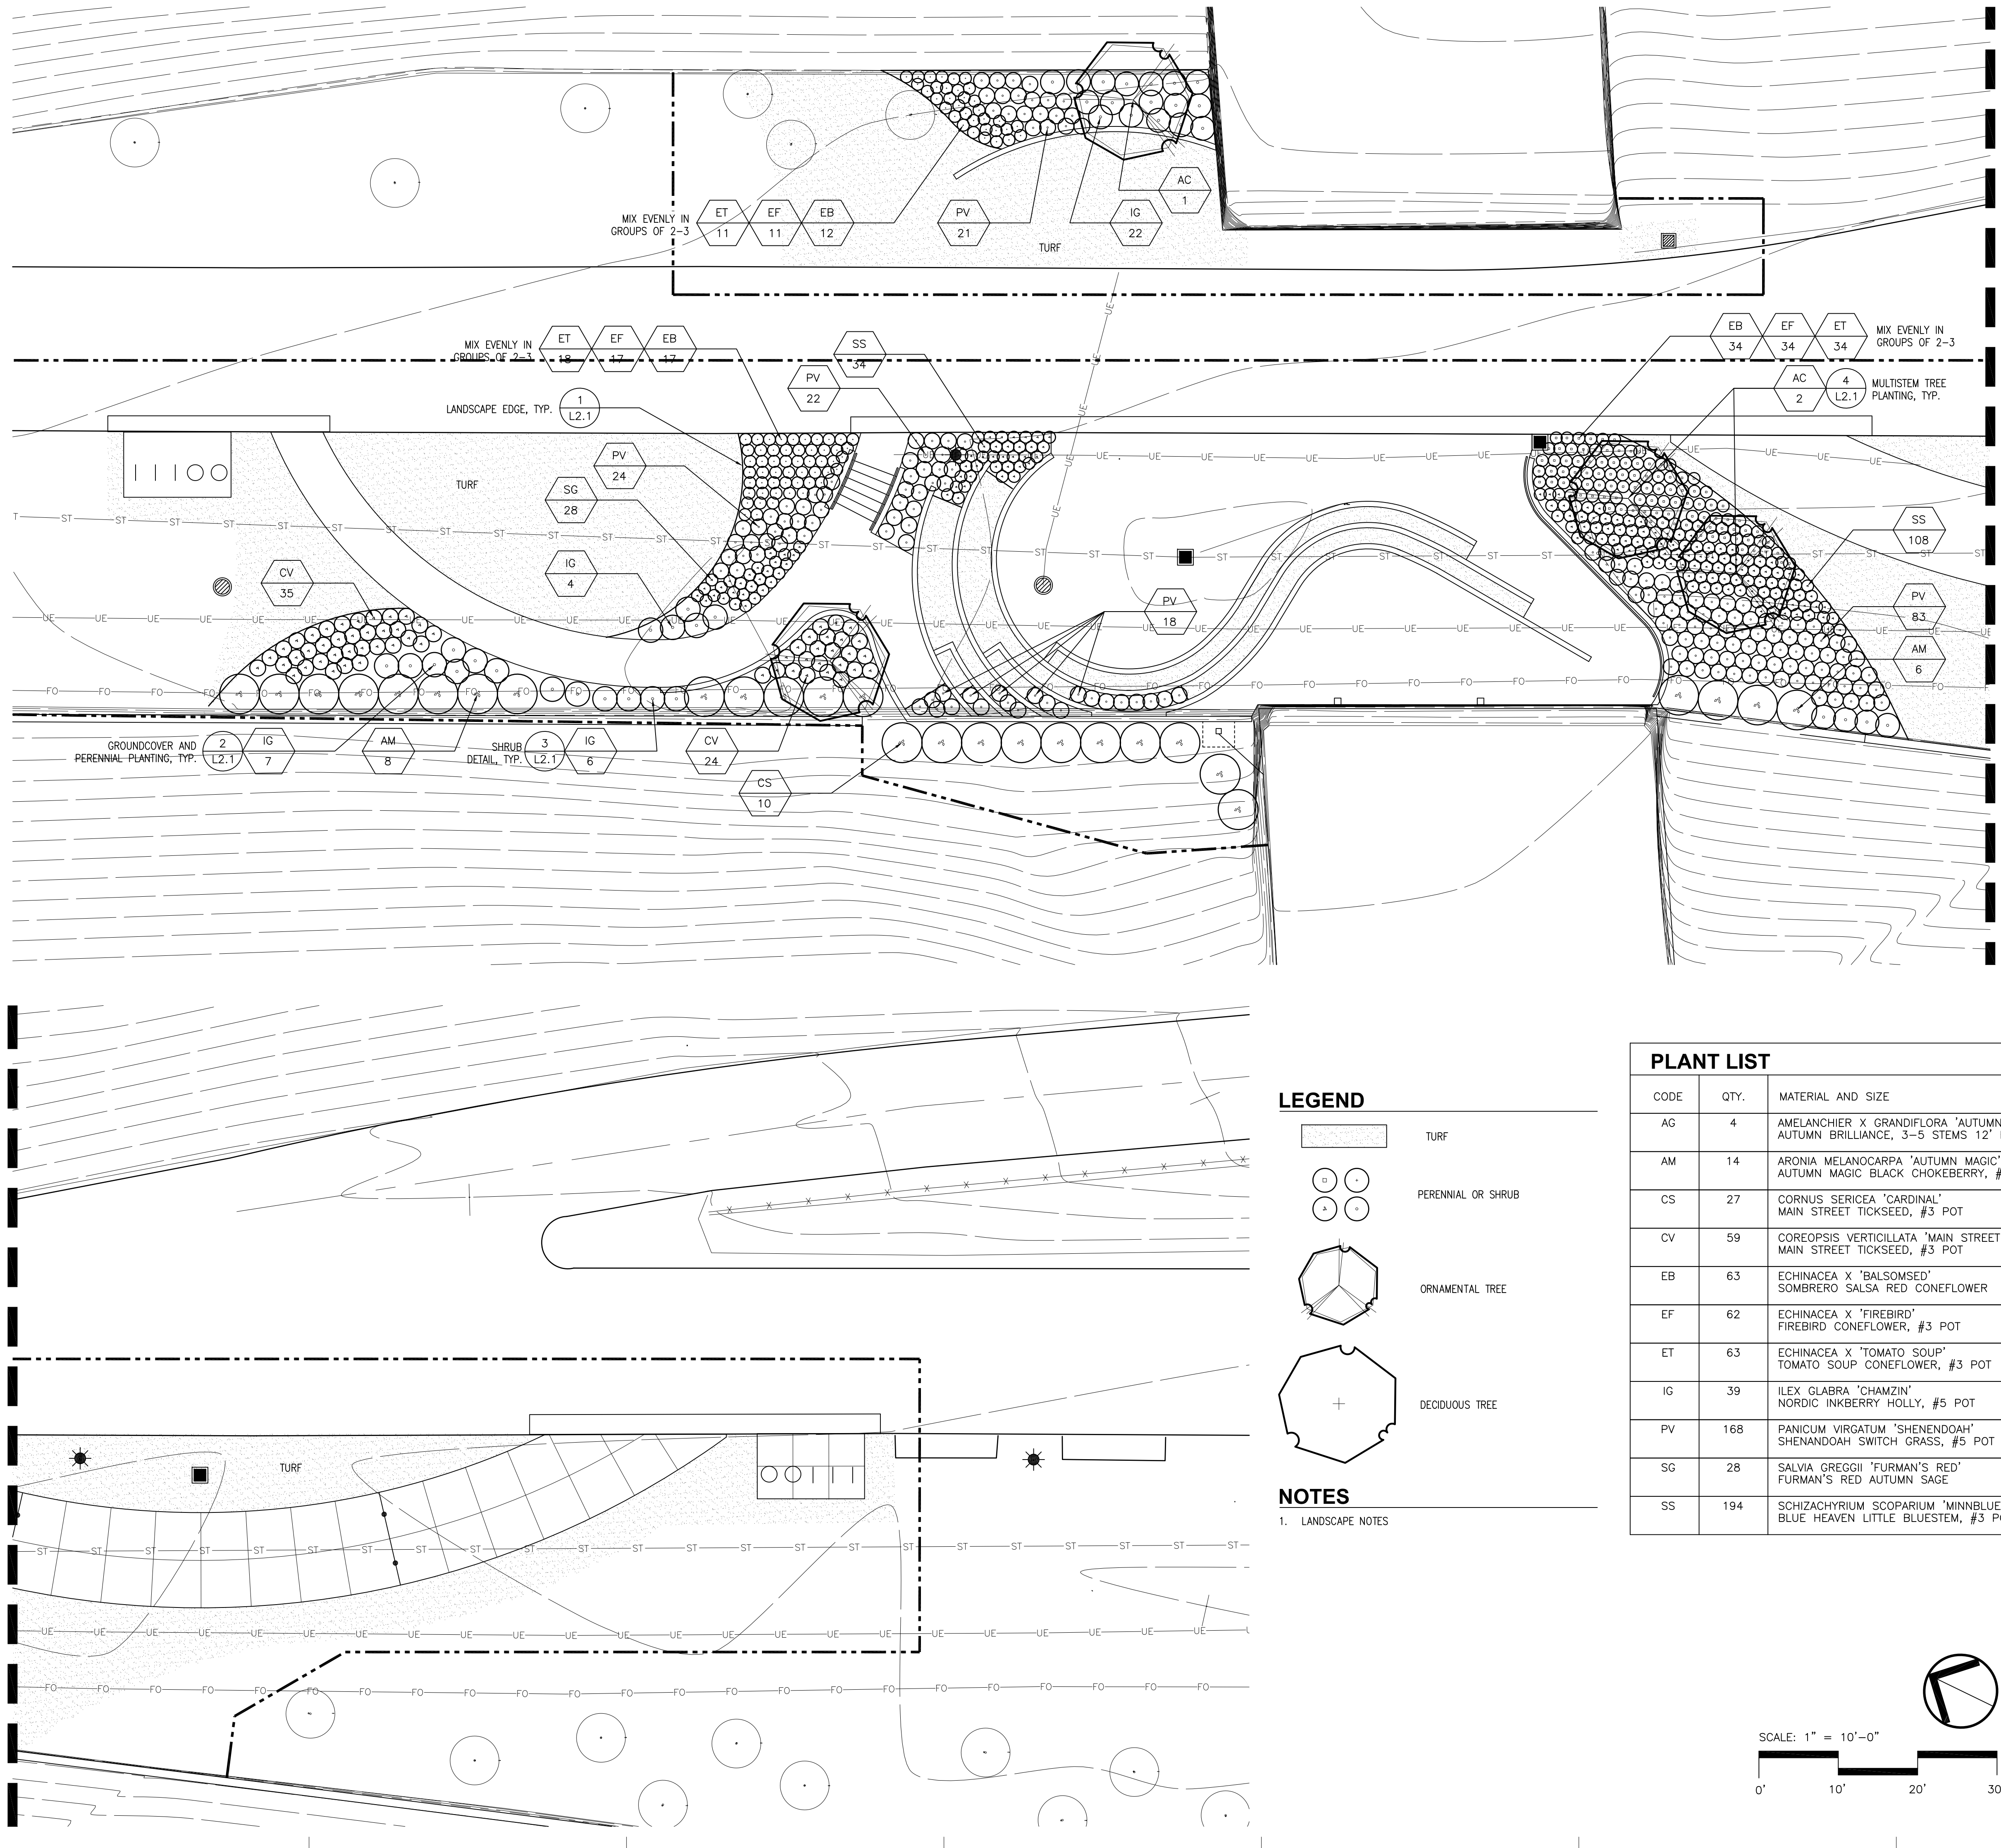 AC
1
MIX EVENLY IN
GROUPS OF 2-3
ET
11
EF
11
EB
12
PV
21
IG
22
TURF
UE
MIX EVENLY IN
GROUPS OF 2-3
ET
18
EF
17
EB
17
SS
34
PV
22
EB
34
EF
34
ET
34
MIX EVENLY IN
GROUPS OF 2-3
AC
2
4
L2.1
MULTISTEM TREE
PLANTING, TYP.
LANDSCAPE EDGE, TYP.
1
L2.1
PV
24
TURF
SG
28
IG
4
CV
35
SS
108
PV
83
AM
6
PV
18
ST
UE
FO
GROUNDCOVER AND
PERENNIAL PLANTING, TYP.
2
L2.1
IG
7
AM
8
SHRUB
DETAIL, TYP.
3
L2.1
IG
6
CV
24
CS
10
TURF
ST
UE
FO
LEGEND
TURF
PERENNIAL OR SHRUB
ORNAMENTAL TREE
DECIDUOUS TREE
NOTES
1. LANDSCAPE NOTES
PLANT LIST
CODE QTY. MATERIAL AND SIZE
AG 4 AMELANCHIER X GRANDIFLORA 'AUTUMN
AUTUMN BRILLIANCE, 3-5 STEMS 12'
AM 14 ARONIA MELANOCARPA 'AUTUMN MAGIC'
AUTUMN MAGIC BLACK CHOKEBERRY, #
CS 27 CORNUS SERICEA 'CARDINAL'
MAIN STREET TICKSEED, #3 POT
CV 59 COREOPSIS VERTICILLATA 'MAIN STREET
MAIN STREET TICKSEED, #3 POT
EB 63 ECHINACEA X 'BALSOMSED'
SOMBRERO SALSA RED CONEFLOWER
EF 62 ECHINACEA X 'FIREBIRD'
FIREBIRD CONEFLOWER, #3 POT
ET 63 ECHINACEA X 'TOMATO SOUP'
TOMATO SOUP CONEFLOWER, #3 POT
IG 39 ILEX GLABRA 'CHAMZIN'
NORDIC INKBERRY HOLLY, #5 POT
PV 168 PANICUM VIRGATUM 'SHENENDOAH'
SHENANDOAH SWITCH GRASS, #5 POT
SG 28 SALVIA GREGGII 'FURMAN'S RED'
FURMAN'S RED AUTUMN SAGE
SS 194 SCHIZACHYRIUM SCOPARIUM 'MINNBLUE
BLUE HEAVEN LITTLE BLUESTEM, #3
SCALE: 1" = 10'-0"
0' 10' 20' 30